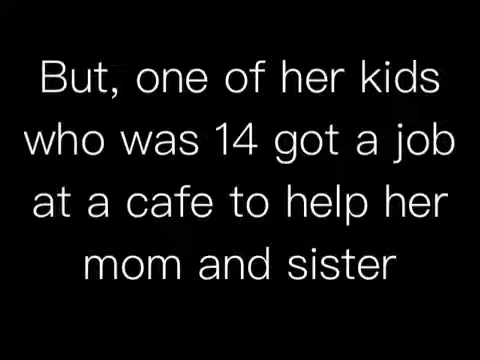 But, one of her kids
who was 14 got a job
at a cafe to help her
mom and sister